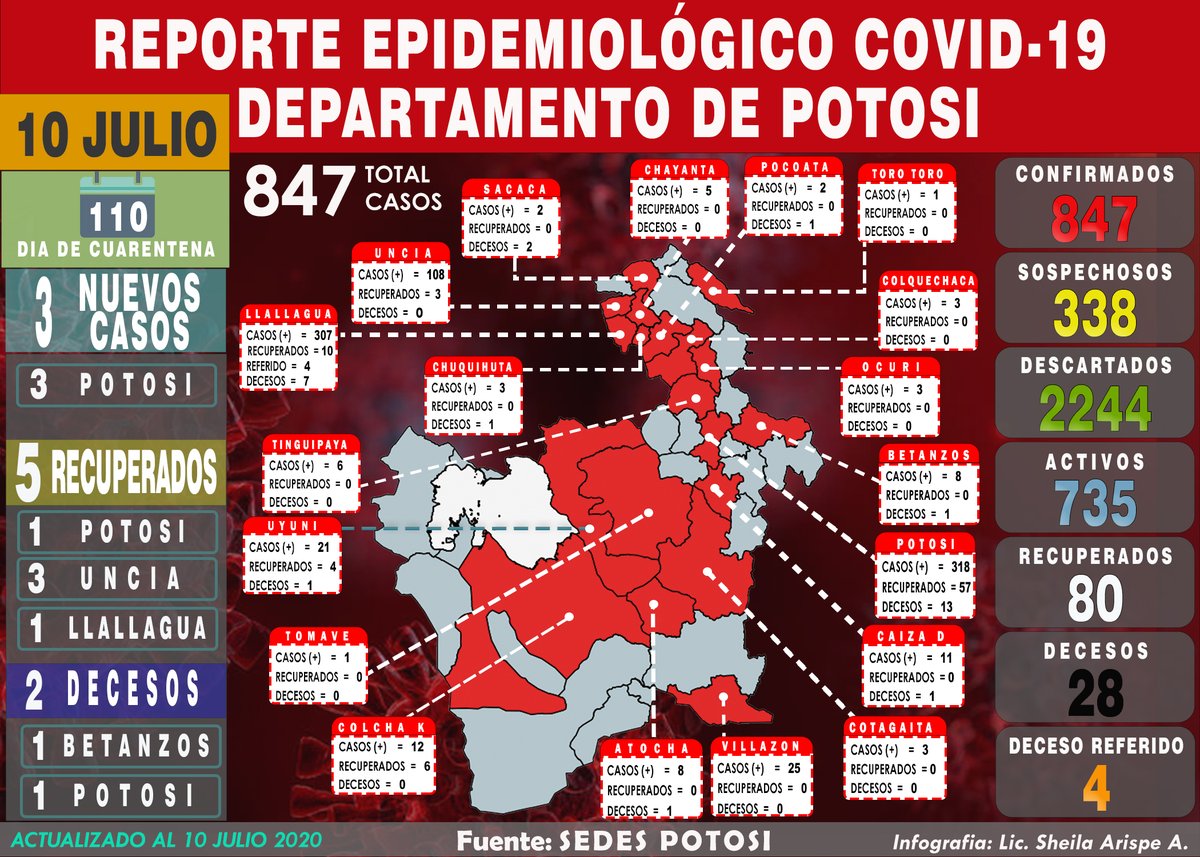 REPORTE EPIDEMIOLÓGICO COVID-19
DEPARTAMENTO DE POTOSI
10 JULIO
110
DIA DE CUARENTENA
3 NUEVOS CASOS
3 POTOSI
5 RECUPERADOS
1 POTOSI
3 UNCIA
1 LLALLAGUA
2 DECESOS
1 BETANZOS
1 POTOSI
847 TOTAL CASOS
SACACA
CASOS (+) = 2
RECUPERADOS = 0
DECESOS = 2
CHAYANTA
CASOS (+) = 5
RECUPERADOS = 0
DECESOS = 0
POCOATA
CASOS (+) = 2
RECUPERADOS = 0
DECESOS = 1
TORO TORO
CASOS (+) = 1
RECUPERADOS = 0
DECESOS = 0
UNCIA
CASOS (+) = 108
RECUPERADOS = 3
DECESOS = 0
COLQUECHACA
CASOS (+) = 3
RECUPERADOS = 0
DECESOS = 0
LLALLAGUA
CASOS (+) = 307
RECUPERADOS = 10
REFERIDO = 4
DECESOS = 7
CHUQUIHUTA
CASOS (+) = 3
RECUPERADOS = 0
DECESOS = 1
OCURI
CASOS (+) = 3
RECUPERADOS = 0
DECESOS = 0
TINGUIPAYA
CASOS (+) = 6
RECUPERADOS = 0
DECESOS = 0
BETANZOS
CASOS (+) = 8
RECUPERADOS = 0
DECESOS = 1
UYUNI
CASOS (+) = 21
RECUPERADOS = 4
DECESOS = 1
POTOSI
CASOS (+) = 318
RECUPERADOS = 57
DECESOS = 13
TOMAVE
CASOS (+) = 1
RECUPERADOS = 0
DECESOS = 0
CAIZA D
CASOS (+) = 11
RECUPERADOS = 0
DECESOS = 1
COLCHA K
CASOS (+) = 12
RECUPERADOS = 6
DECESOS = 0
ATOCHA
CASOS (+) = 8
RECUPERADOS = 0
DECESOS = 1
VILLAZON
CASOS (+) = 25
RECUPERADOS = 0
DECESOS = 0
COTAGAITA
CASOS (+) = 3
RECUPERADOS = 0
DECESOS = 0
CONFIRMADOS
847
SOSPECHOSOS
338
DESCARTADOS
2244
ACTIVOS
735
RECUPERADOS
80
DECESOS
28
DECESO REFERIDO
4
ACTUALIZADO AL 10 JULIO 2020
Fuente: SEDES POTOSI
Infografia: Lic. Sheila Arispe A.